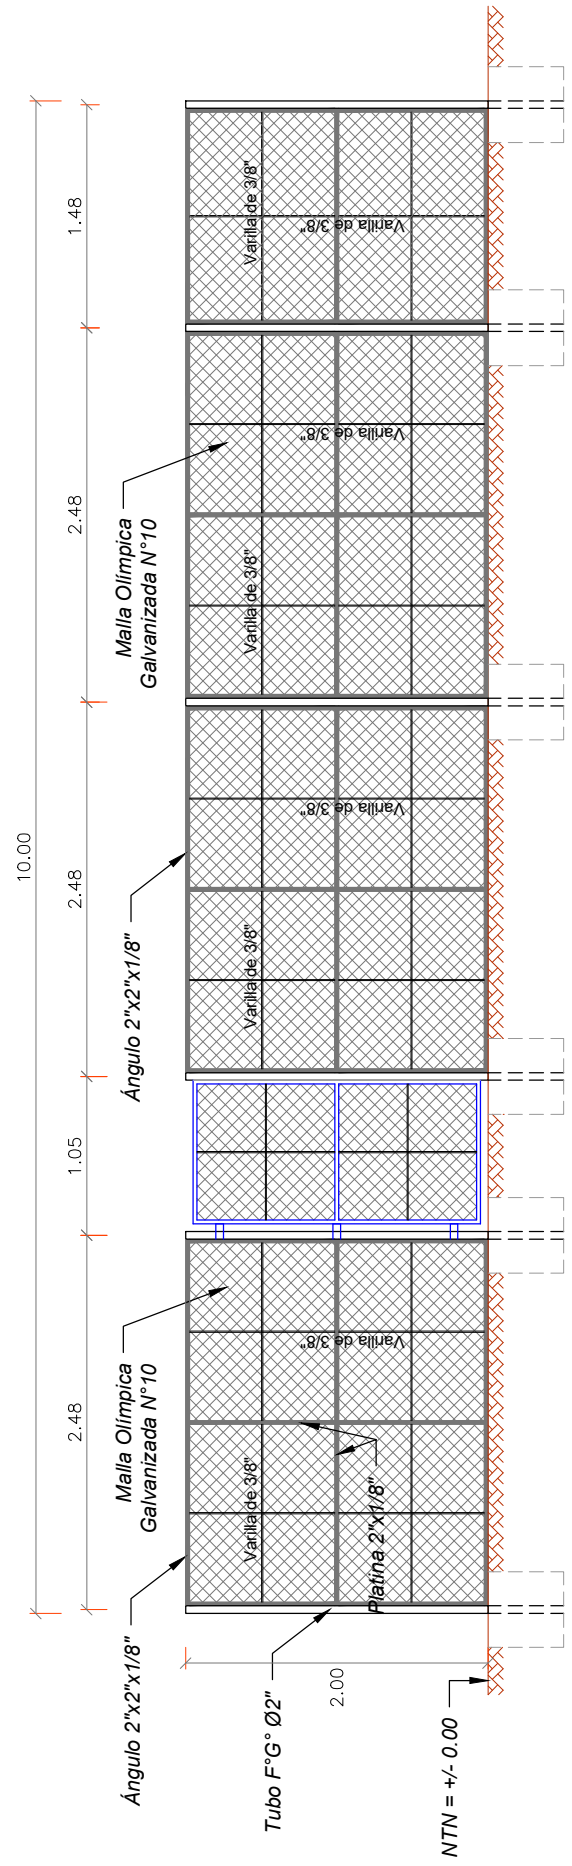 10.00
2.48
1.05
2.48
2.48
1.48
Ángulo 2"x2"x1/8"
Malla Olímpica
Galvanizada N°10
Ángulo 2"x2"x1/8"
Malla Olímpica
Galvanizada N°10
Varilla de 3/8"
Varilla de 3/8"
Varilla de 3/8"
Varilla de 3/8"
Varilla de 3/8"
Varilla de 3/8"
Varilla de 3/8"
Varilla de 3/8"
Platina 2"x1/8"
Tubo F°G° Ø2"
2.00
NTN = +/- 0.00